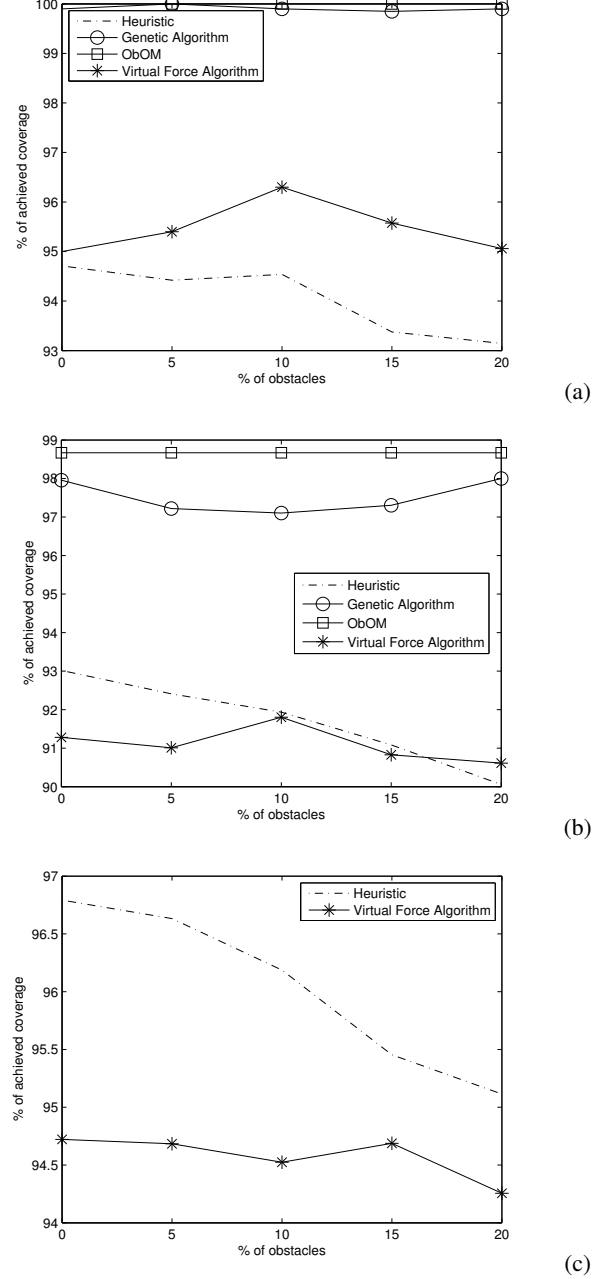 100
99
98
97
96
95
94
93
% of achieved coverage
Heuristic
Genetic Algorithm
ObOM
Virtual Force Algorithm
0 5 10 15 20
% of obstacles
(a)
99
98
97
96
95
94
93
92
91
90
% of achieved coverage
Heuristic
Genetic Algorithm
ObOM
Virtual Force Algorithm
0 5 10 15 20
% of obstacles
(b)
97
96.5
96
95.5
95
94.5
94
% of achieved coverage
Heuristic
Virtual Force Algorithm
0 5 10 15 20
% of obstacles
(c)